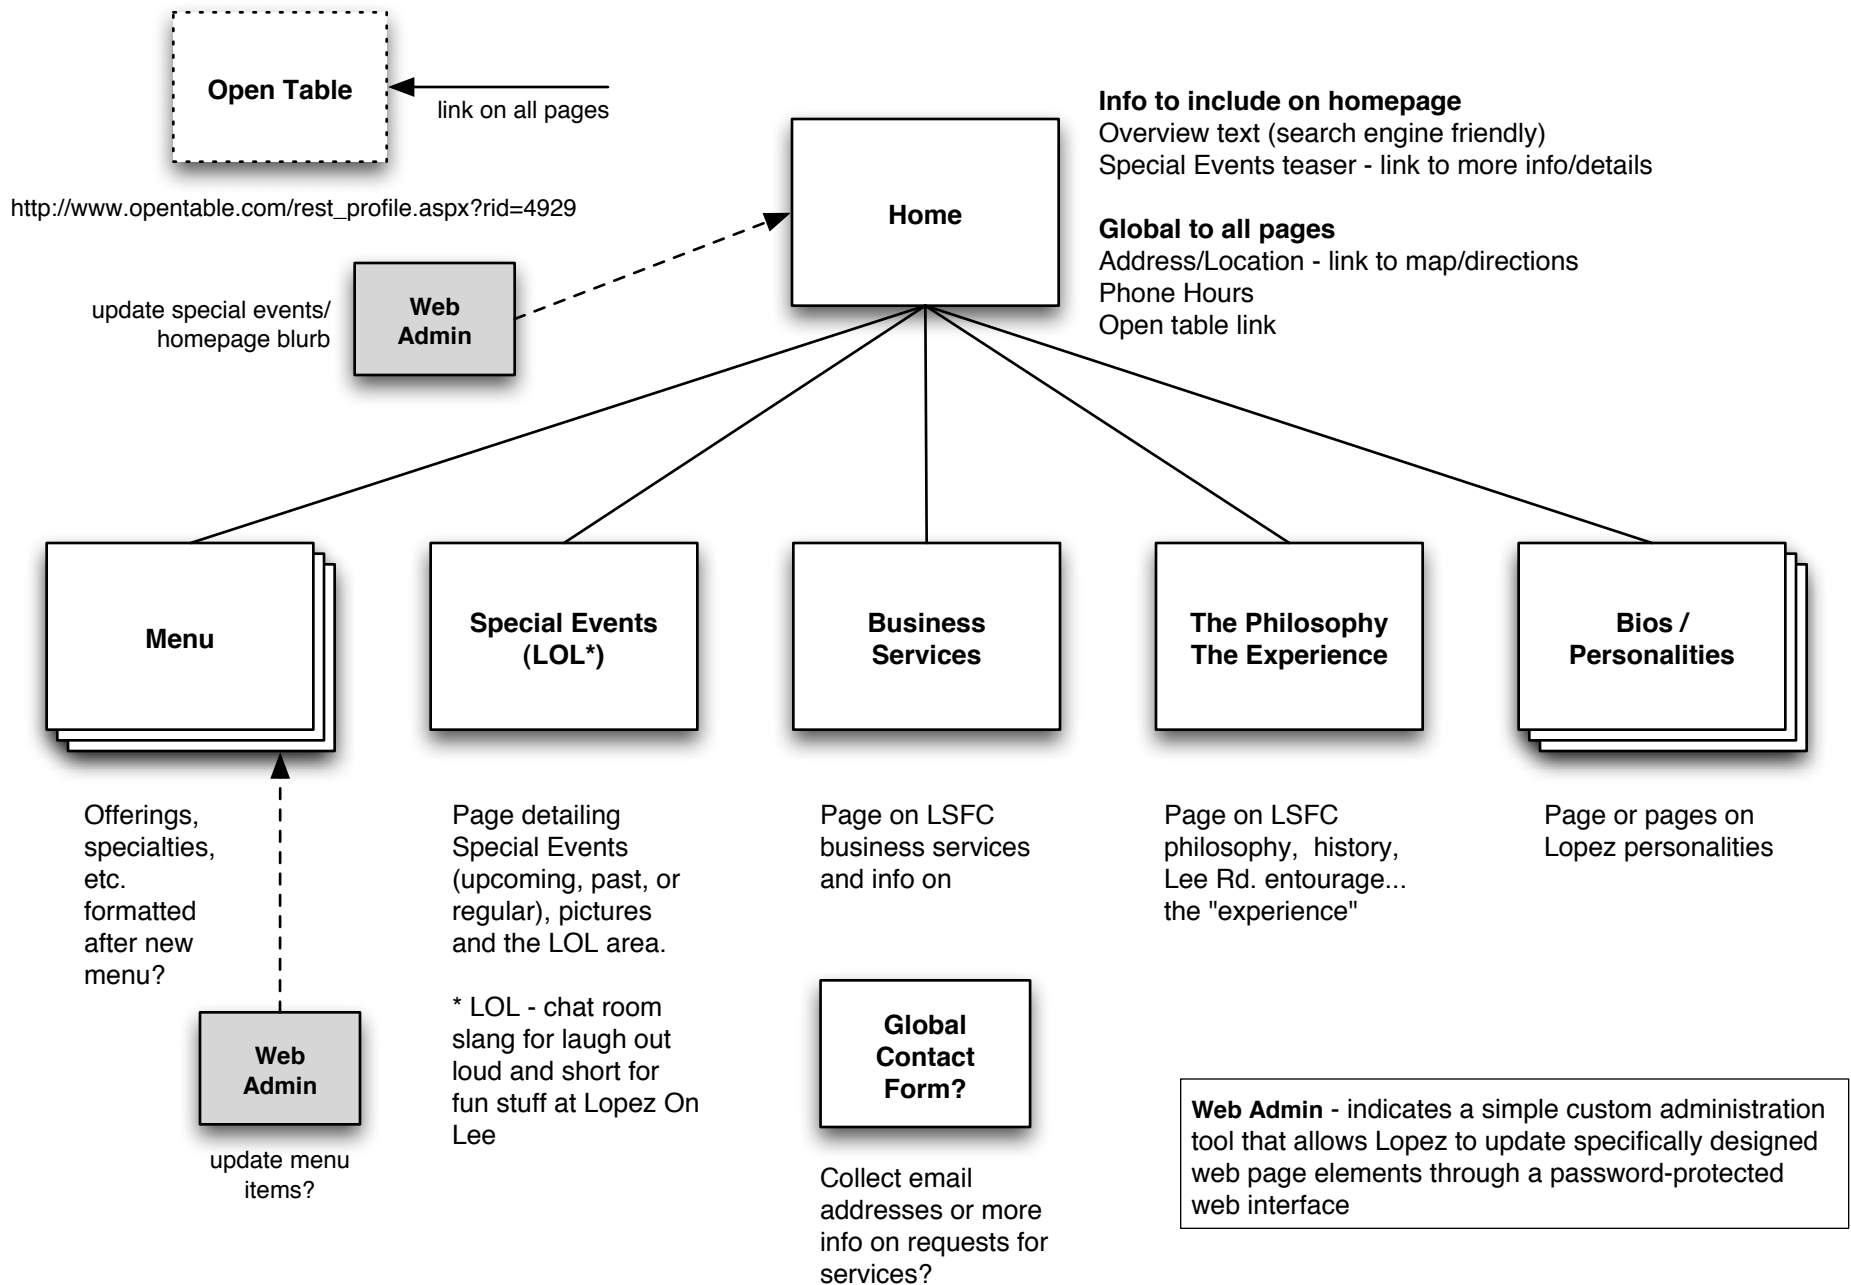 Open Table
link on all pages
http://www.opentable.com/rest_profile.aspx?rid=4929
Info to include on homepage
Overview text (search engine friendly)
Special Events teaser - link to more info/details
Global to all pages
Address/Location - link to map/directions
Phone Hours
Open table link
Home
update special events/
homepage blurb
Web
Admin
Menu
Special Events
(LOL*)
Business
Services
The Philosophy
The Experience
Bios /
Personalities
Offerings,
specialties,
etc.
formatted
after new
menu?
Web
Admin
update menu
items?
Page detailing
Special Events
(upcoming, past, or
regular), pictures
and the LOL area.
* LOL - chat room
slang for laugh out
loud and short for
fun stuff at Lopez On
Lee
Page on LSFC
business services
and info on
Global
Contact
Form?
Collect email
addresses or more
info on requests for
services?
Page on LSFC
philosophy,  history,
Lee Rd. entourage...
the "experience"
Page or pages on
Lopez personalities
Web Admin - indicates a simple custom administration
tool that allows Lopez to update specifically designed
web page elements through a password-protected
web interface